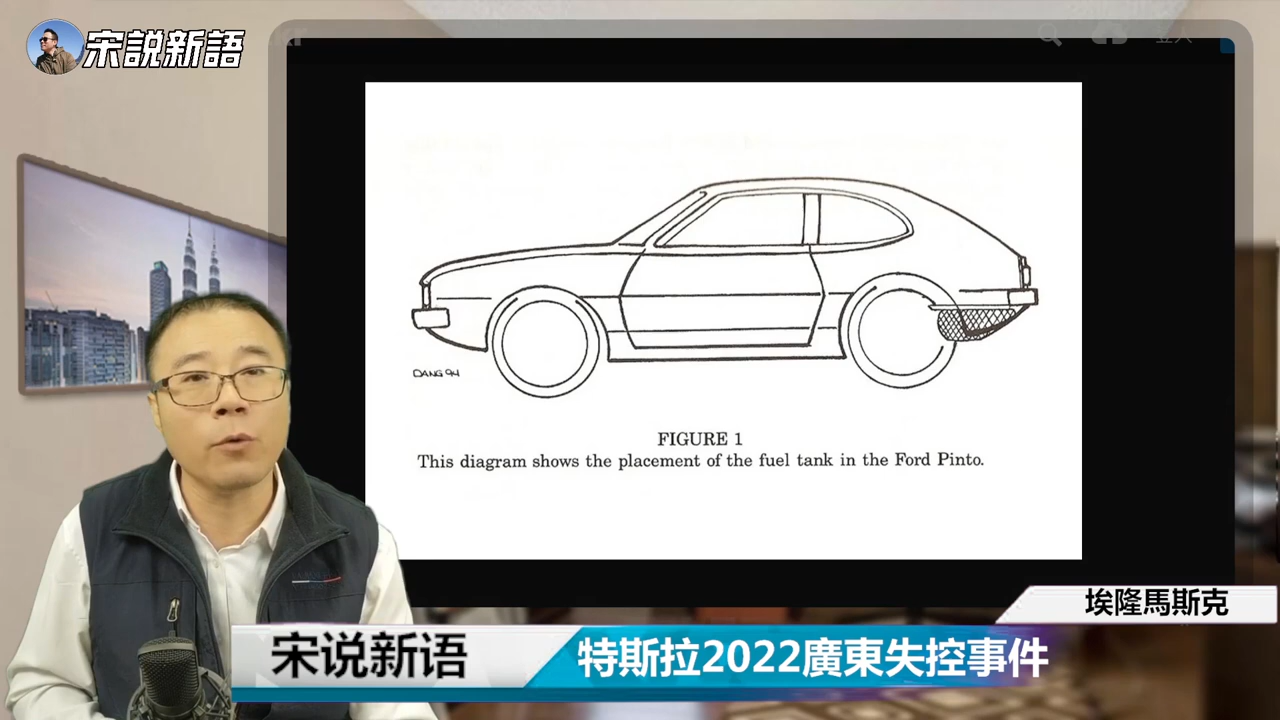 宋説新語
DANG 94
FIGURE 1
This diagram shows the placement of the fuel tank in the Ford Pinto.
埃隆馬斯克
宋说新语
特斯拉2022廣東失控事件